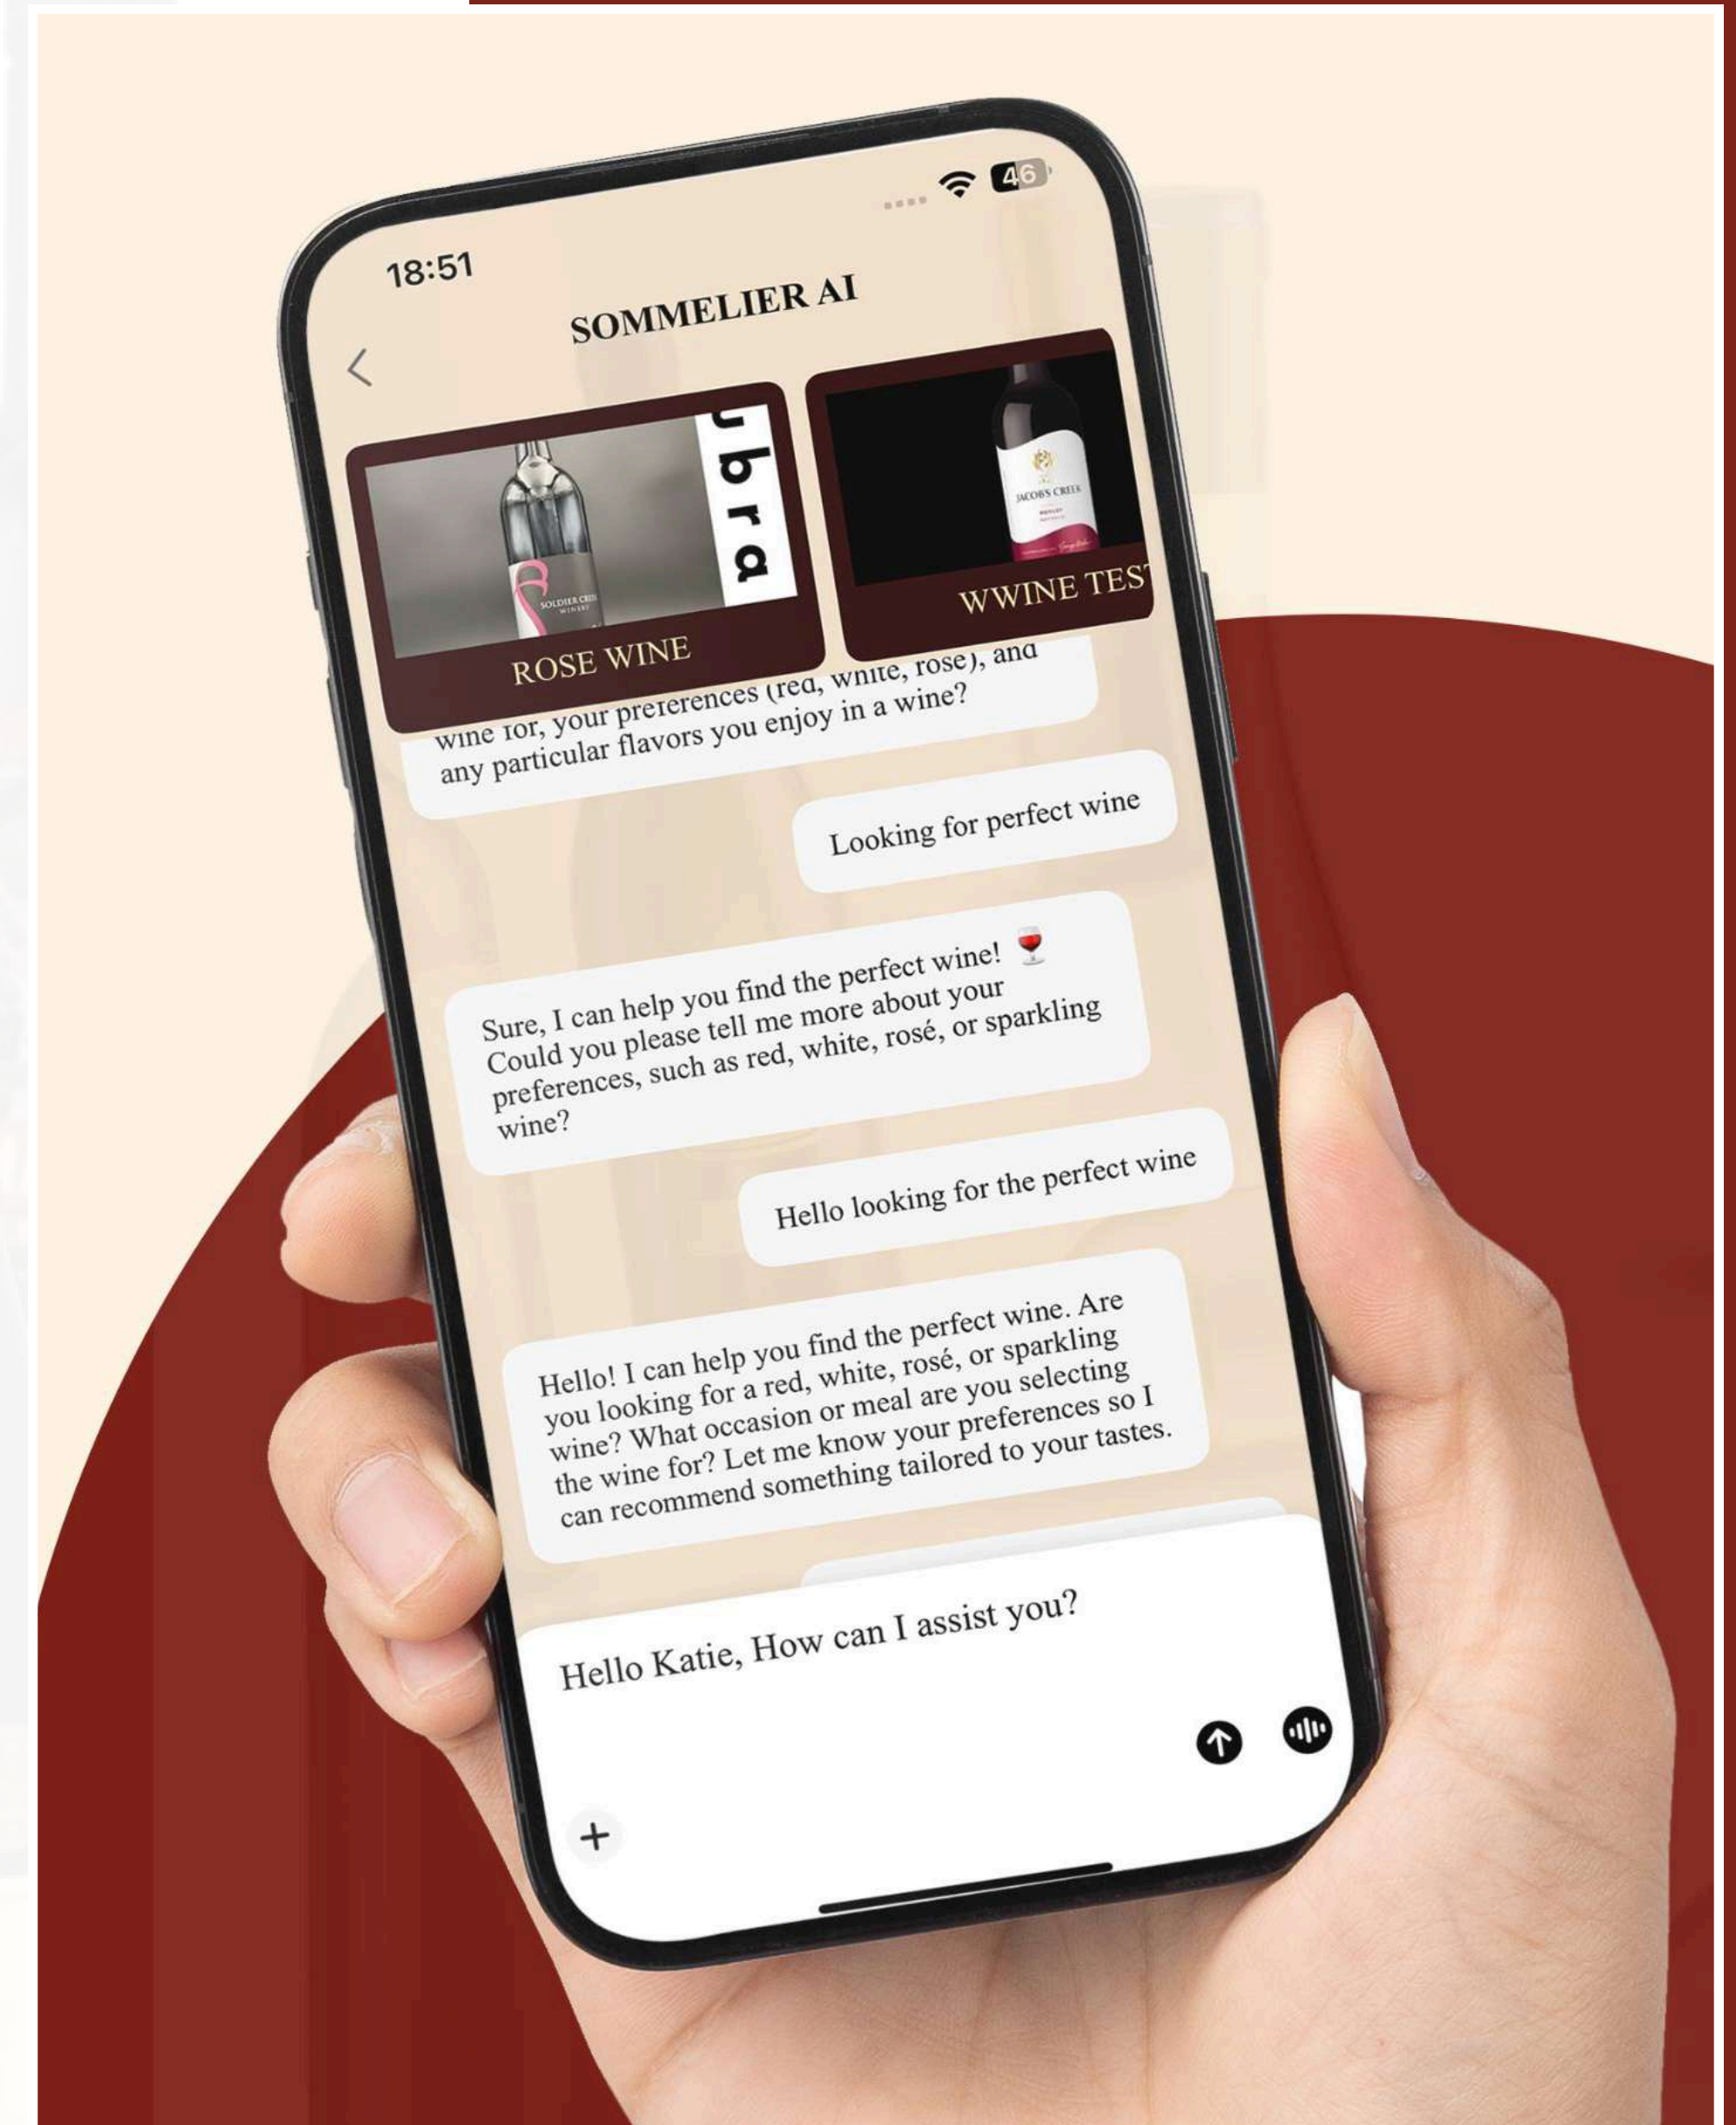 18:51
46
SOMMELIER AI
ubra
SOLDIER
WINERY
ROSE WINE
JACOB'S CREEK
MERLOT
WWINE TEST
wine for, your preferences (red, white, rose), and
any particular flavors you enjoy in a wine?
Looking for perfect wine
Sure, I can help you find the perfect wine! 🍷
Could you please tell me more about your
preferences, such as red, white, rosé, or sparkling
wine?
Hello looking for the perfect wine
Hello! I can help you find the perfect wine. Are
you looking for a red, white, rosé, or sparkling
wine? What occasion or meal are you selecting
the wine for? Let me know your preferences so I
can recommend something tailored to your tastes.
Hello Katie, How can I assist you?